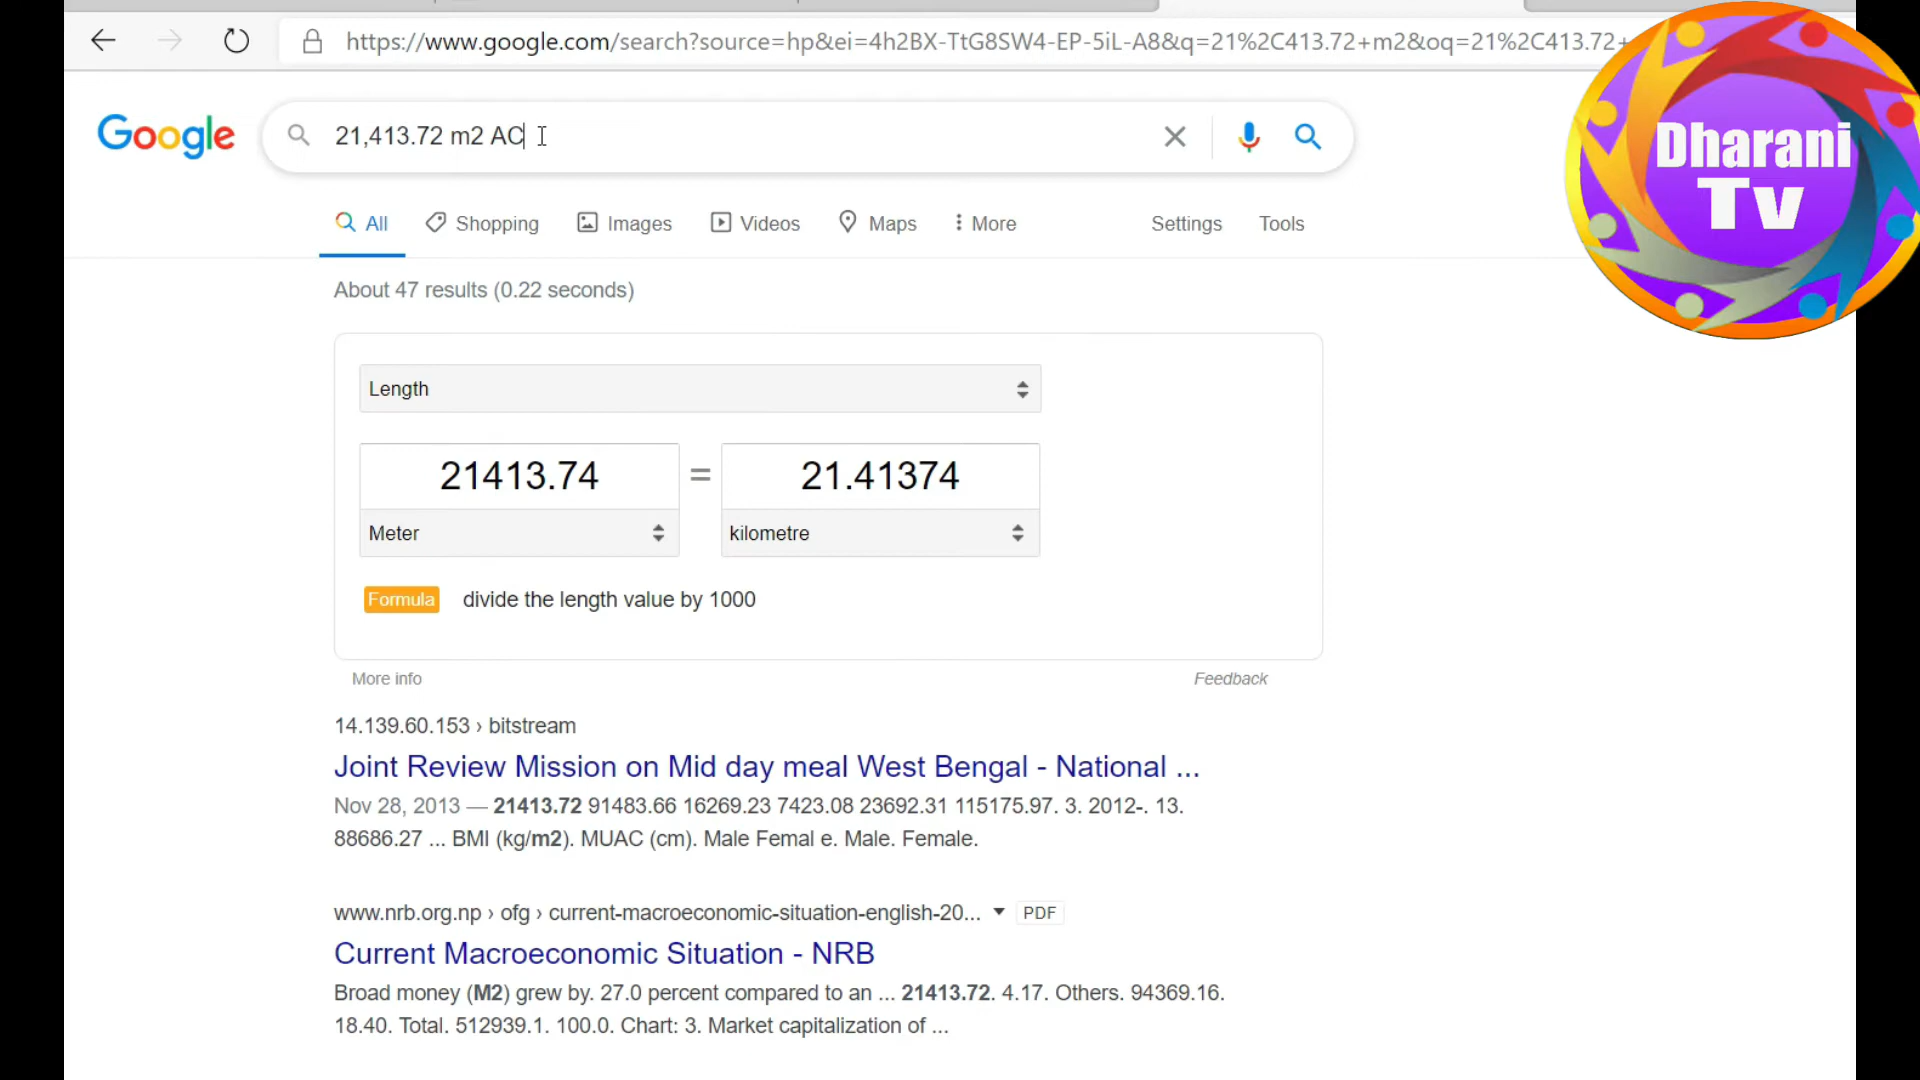 https://www.google.com/search?source=hp&ei=4h2BX-TtG8SW4-EP-5iL-A8&q=21%2C413.72+m2&oq=21%2C413.72+
Dharani
Tv
Google
21,413.72 m2 AC
All
Shopping
Images
Videos
Maps
More
Settings
Tools
About 47 results (0.22 seconds)
Length
21413.74 = 21.41374
Meter
kilometre
Formula divide the length value by 1000
More info
Feedback
14.139.60.153 › bitstream
Joint Review Mission on Mid day meal West Bengal - National ...
Nov 28, 2013 — 21413.72 91483.66 16269.23 7423.08 23692.31 115175.97. 3. 2012-. 13.
88686.27 ... BMI (kg/m2). MUAC (cm). Male Femal e. Male. Female.
www.nrb.org.np › ofg › current-macroeconomic-situation-english-20... PDF
Current Macroeconomic Situation - NRB
Broad money (M2) grew by. 27.0 percent compared to an ... 21413.72. 4.17. Others. 94369.16.
18.40. Total. 512939.1. 100.0. Chart: 3. Market capitalization of ...